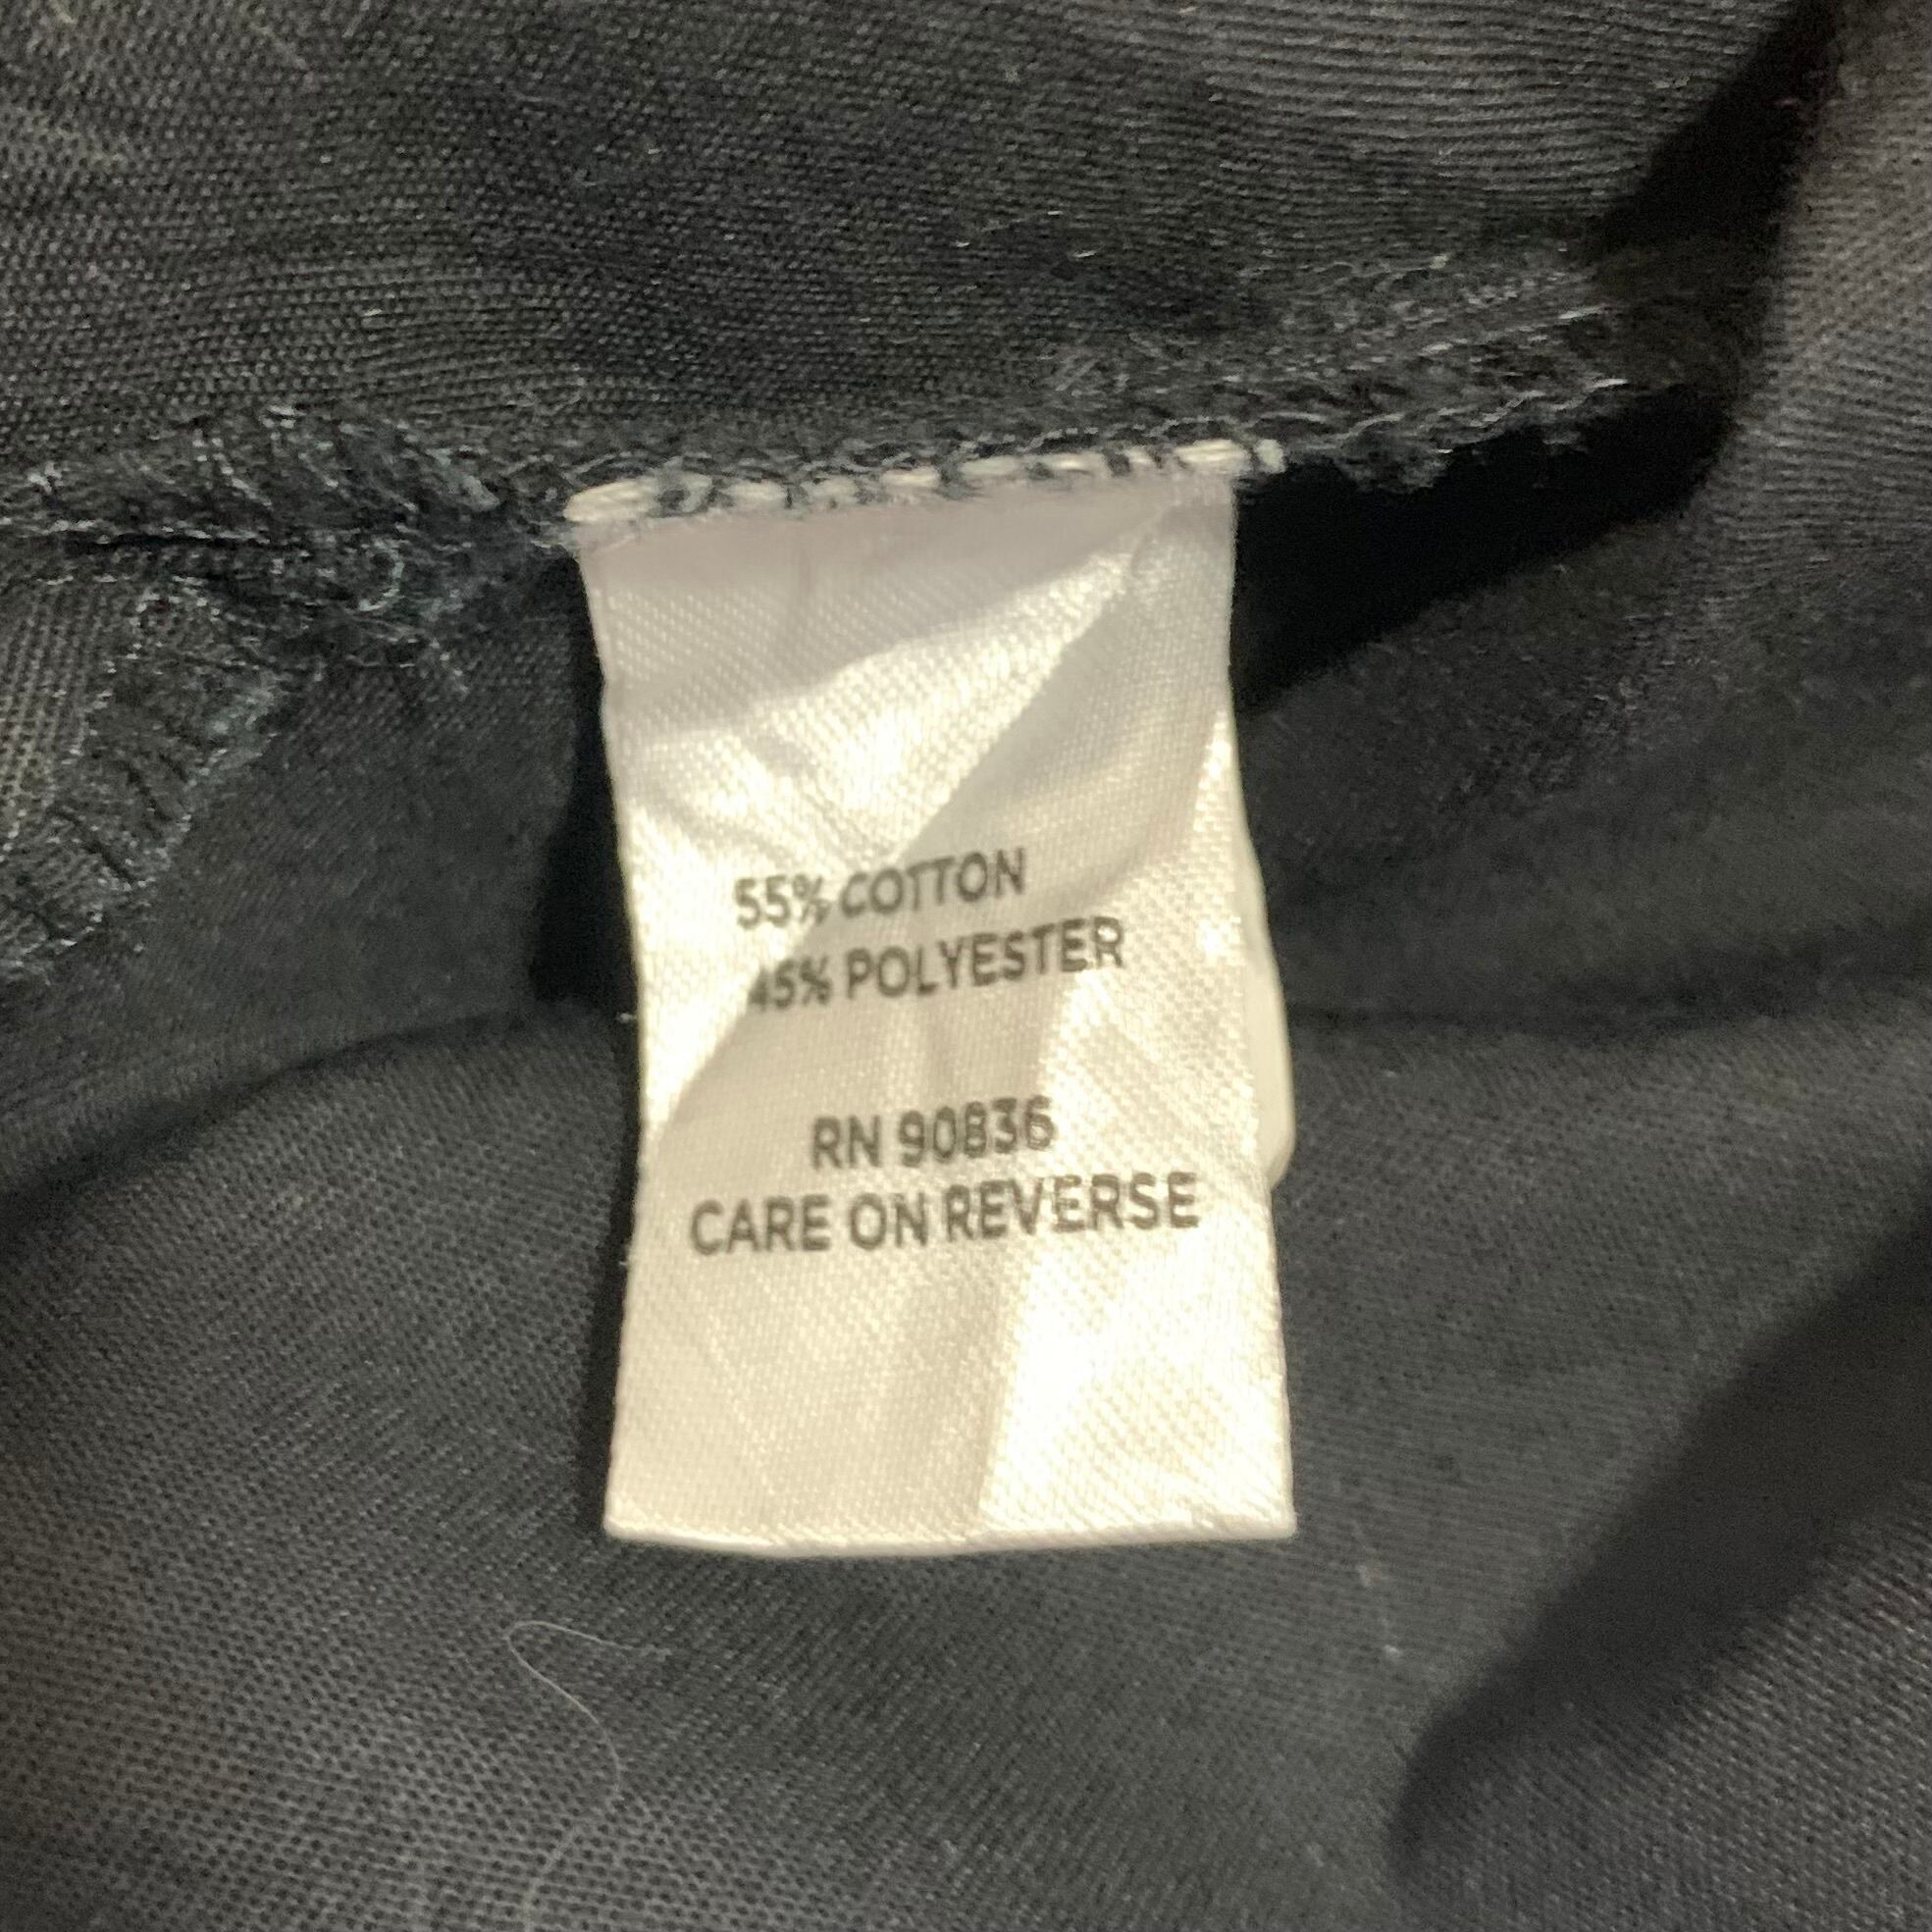 55% COTTON
45% POLYESTER
RN 90836
CARE ON REVERSE